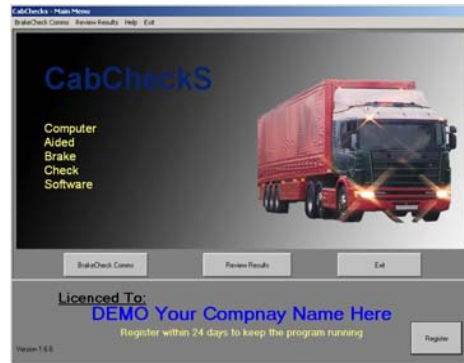 CabChecks - Main Menu
BrakeCheck Comms Review Results Help Exit
CabCheckS
Computer
Aided
Brake
Check
Software
BrakeCheck Comms Review Results Exit
Licenced To:
DEMO Your Compnay Name Here
Register within 24 days to keep the program running
Register
Version 1.6.6